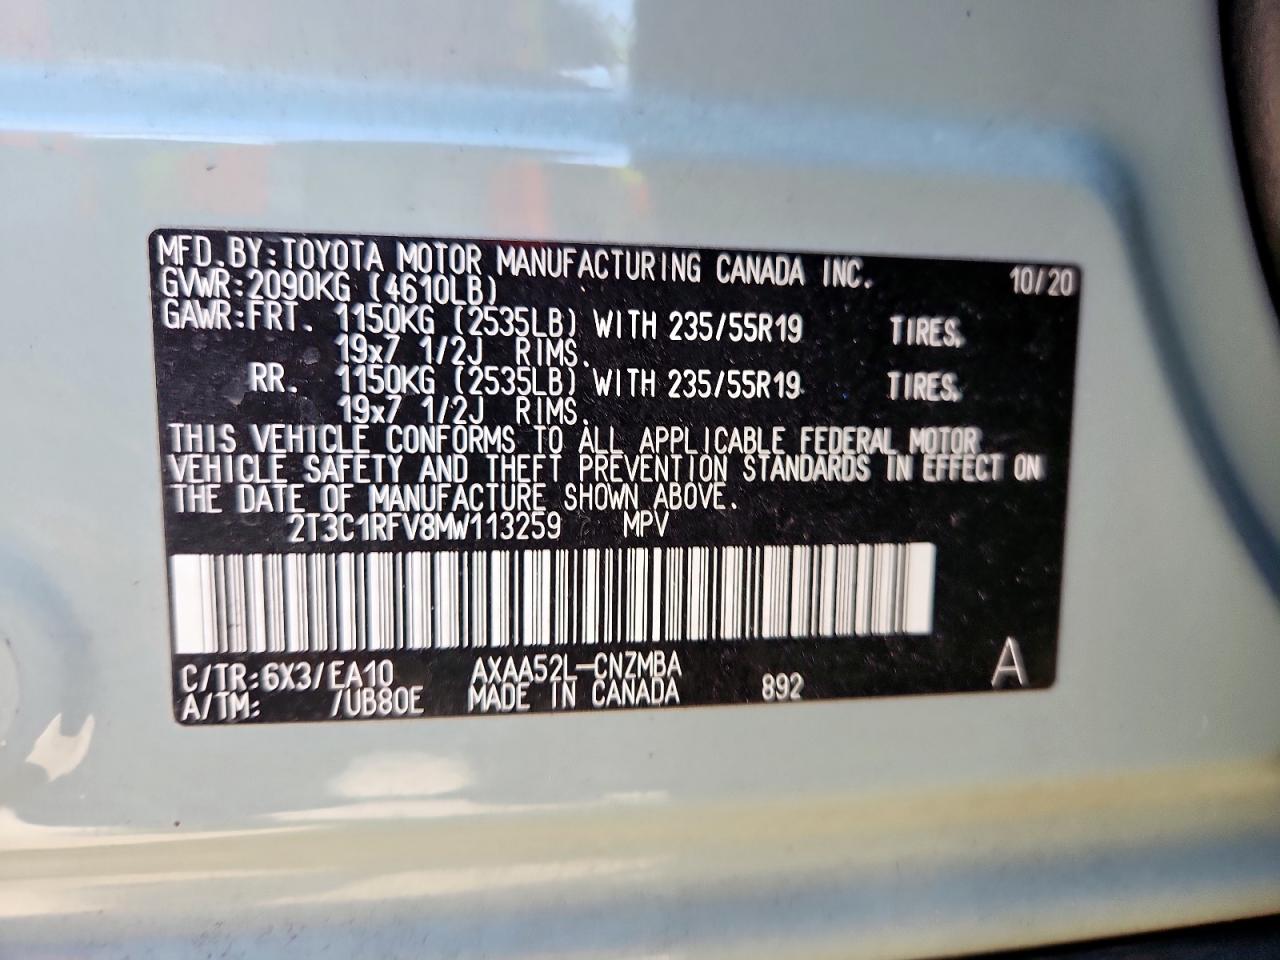 MFD.BY:TOYOTA MOTOR MANUFACTURING CANADA INC. 10/20
GVWR:2090KG (4610LB)
GAWR:FRT. 1150KG (2535LB) WITH 235/55R19 TIRES,
19x7 1/2J RIMS.
RR. 1150KG (2535LB) WITH 235/55R19 TIRES,
19x7 1/2J RIMS.
THIS VEHICLE CONFORMS TO ALL APPLICABLE FEDERAL MOTOR
VEHICLE SAFETY AND THEFT PREVENTION STANDARDS IN EFFECT ON
THE DATE OF MANUFACTURE SHOWN ABOVE.
2T3C1RFV8MW113259 MPV
C/TR:6X3/EA10 AXAA52L-CNZMBA
A/TM: /UB80E MADE IN CANADA 892 A